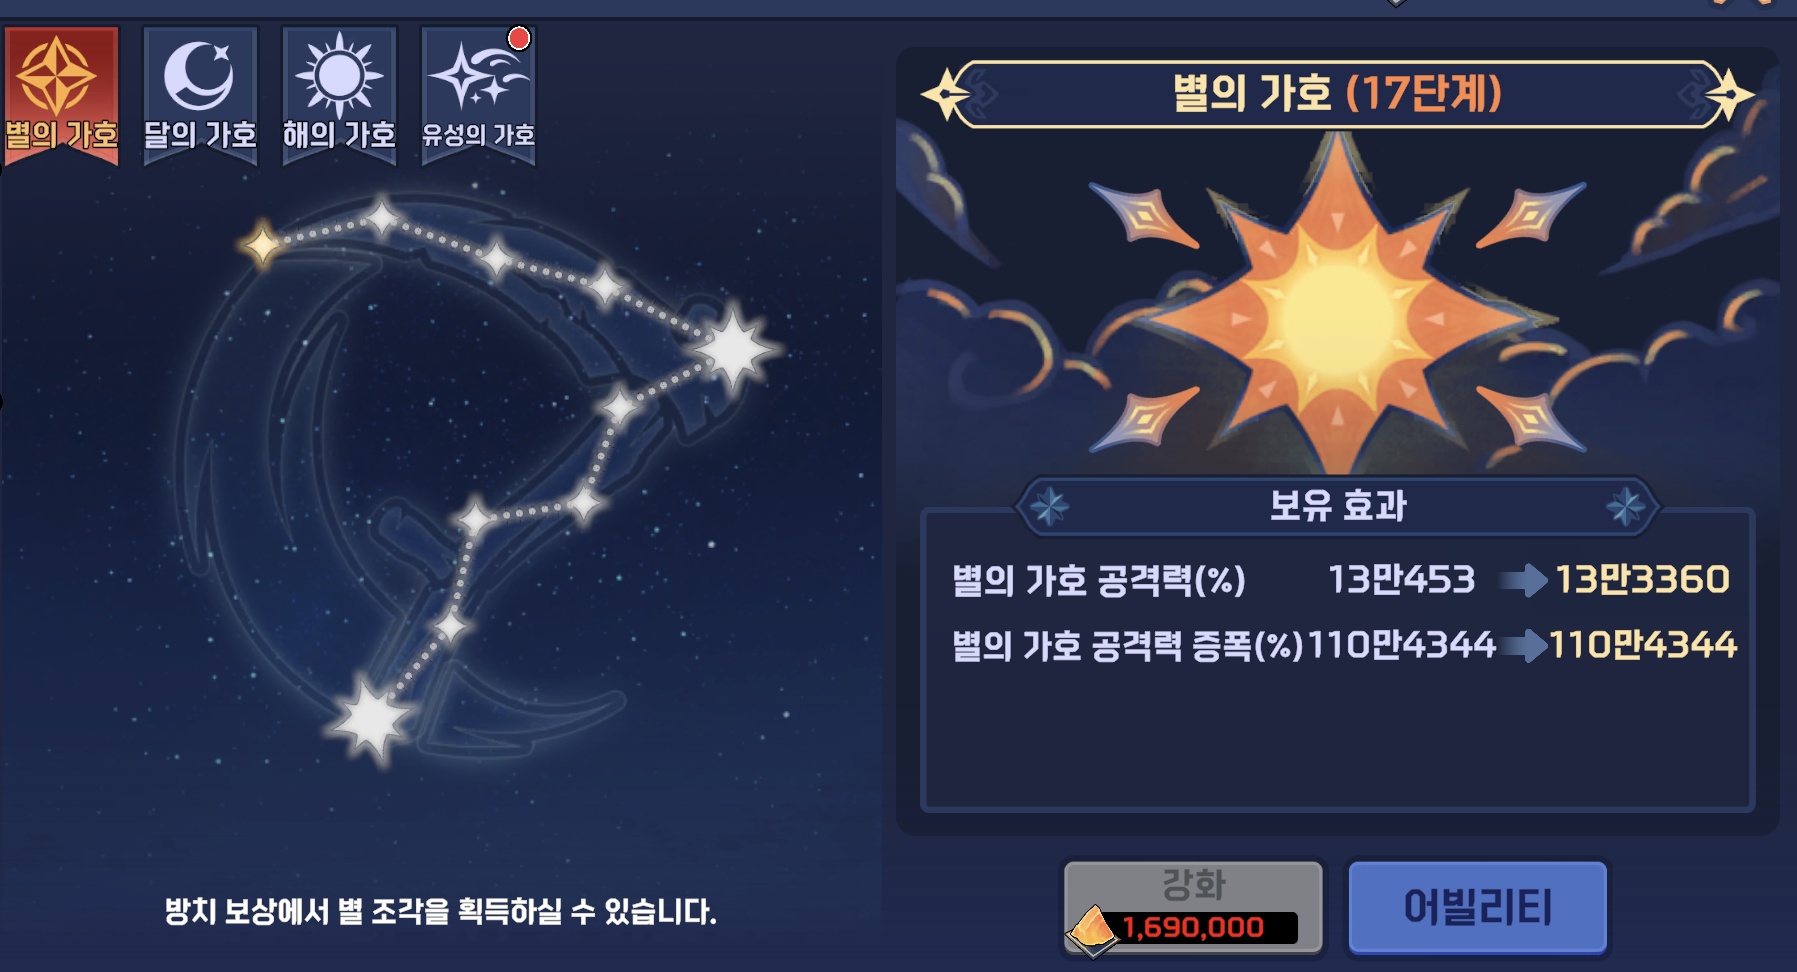 별의 가호
달의 가호
해의 가호
유성의 가호
별의 가호 (17단계)
보유 효과
별의 가호 공격력(%) 13만453 13만3360
별의 가호 공격력 증폭(%) 110만4344 110만4344
방치 보상에서 별 조각을 획득하실 수 있습니다.
강화
1,690,000
어빌리티